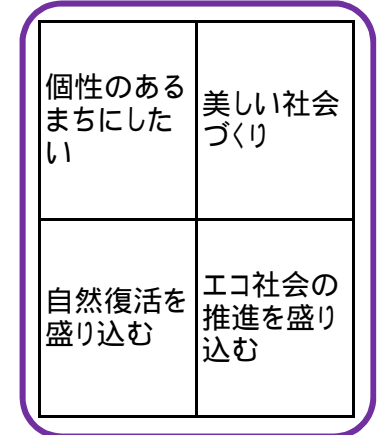 個性のある
まちにした
い
美しい社会
づくり
自然復活を
盛り込む
エコ社会の
推進を盛り
込む